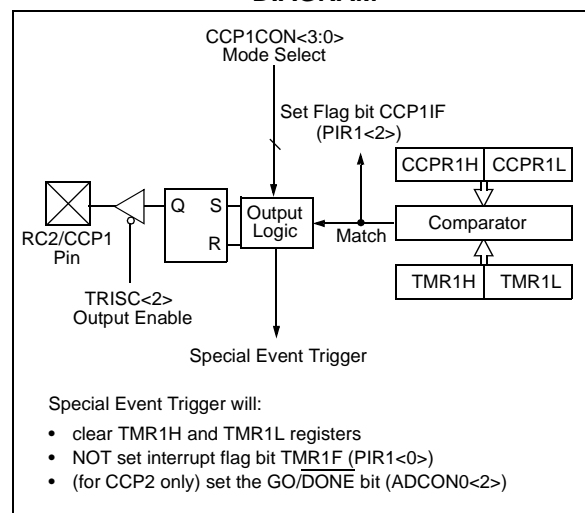 DIAGRAM
CCP1CON<3:0>
Mode Select
Set Flag bit CCP1IF
(PIR1<2>)
CCPR1H CCPR1L
Q S Output
R Logic
Match
Comparator
RC2/CCP1
Pin
TRISC<2>
Output Enable
TMR1H TMR1L
Special Event Trigger
Special Event Trigger will:
• clear TMR1H and TMR1L registers
• NOT set interrupt flag bit TMR1F (PIR1<0>)
• (for CCP2 only) set the GO/DONE bit (ADCON0<2>)